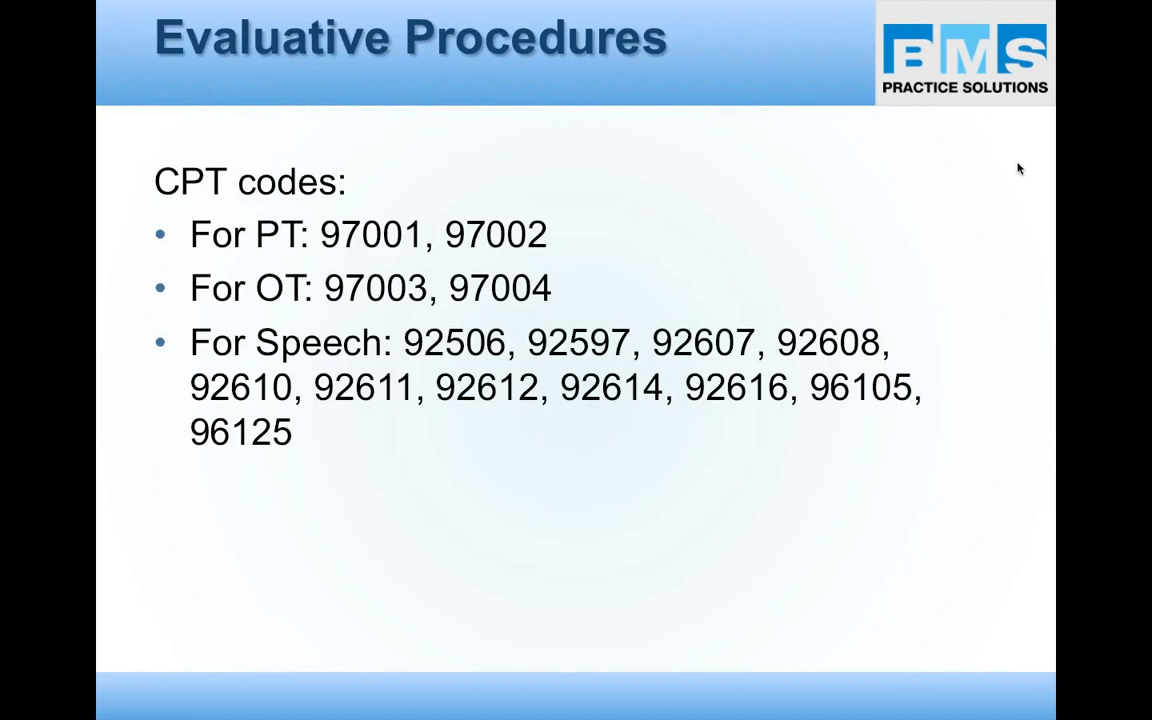 Evaluative Procedures
BMS
PRACTICE SOLUTIONS
CPT codes:
• For PT: 97001, 97002
• For OT: 97003, 97004
• For Speech: 92506, 92597, 92607, 92608,
92610, 92611, 92612, 92614, 92616, 96105,
96125